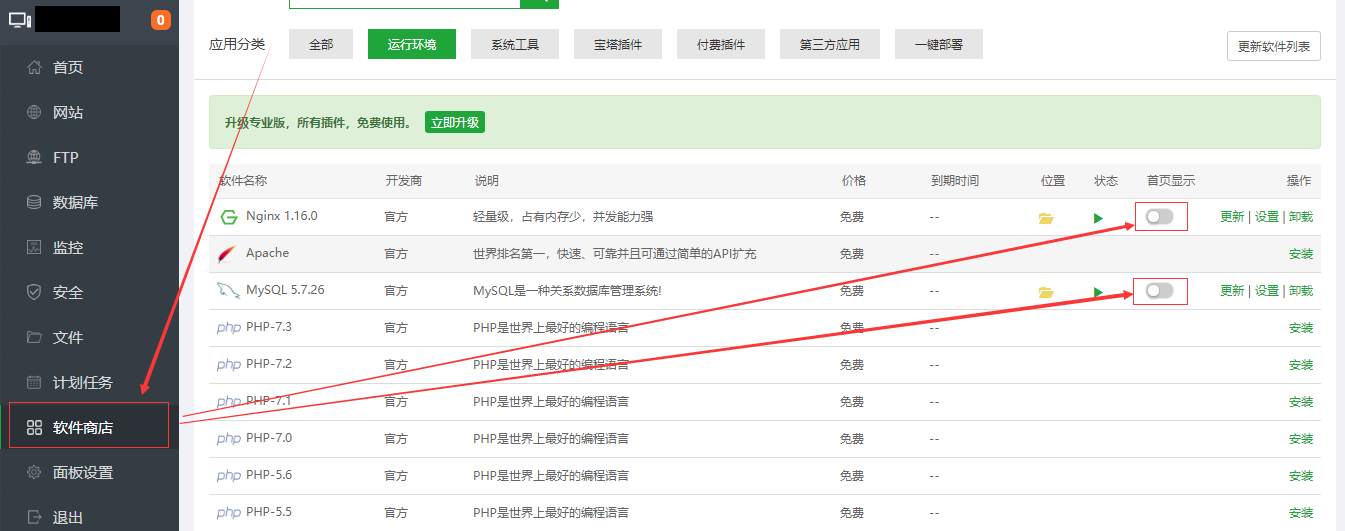 0
首页
网站
FTP
数据库
监控
安全
文件
计划任务
软件商店
面板设置
退出
应用分类 全部 运行环境 系统工具 宝塔插件 付费插件 第三方应用 一键部署 更新软件列表
升级专业版，所有插件，免费使用。 立即升级
软件名称 开发商 说明 价格 到期时间 位置 状态 首页显示 操作
Nginx 1.16.0 官方 轻量级，占有内存少，并发能力强 免费 -- 更新 | 设置 | 卸载
Apache 官方 世界排名第一，快速、可靠并且可通过简单的API扩充 免费 -- 安装
MySQL 5.7.26 官方 MySQL是一种关系数据库管理系统! 免费 -- 更新 | 设置 | 卸载
php PHP-7.3 官方 PHP是世界上最好的编程语言 免费 -- 安装
php PHP-7.2 官方 PHP是世界上最好的编程语言 免费 -- 安装
php PHP-7.1 官方 PHP是世界上最好的编程语言 免费 -- 安装
php PHP-7.0 官方 PHP是世界上最好的编程语言 免费 -- 安装
php PHP-5.6 官方 PHP是世界上最好的编程语言 免费 -- 安装
php PHP-5.5 官方 PHP是世界上最好的编程语言 免费 -- 安装